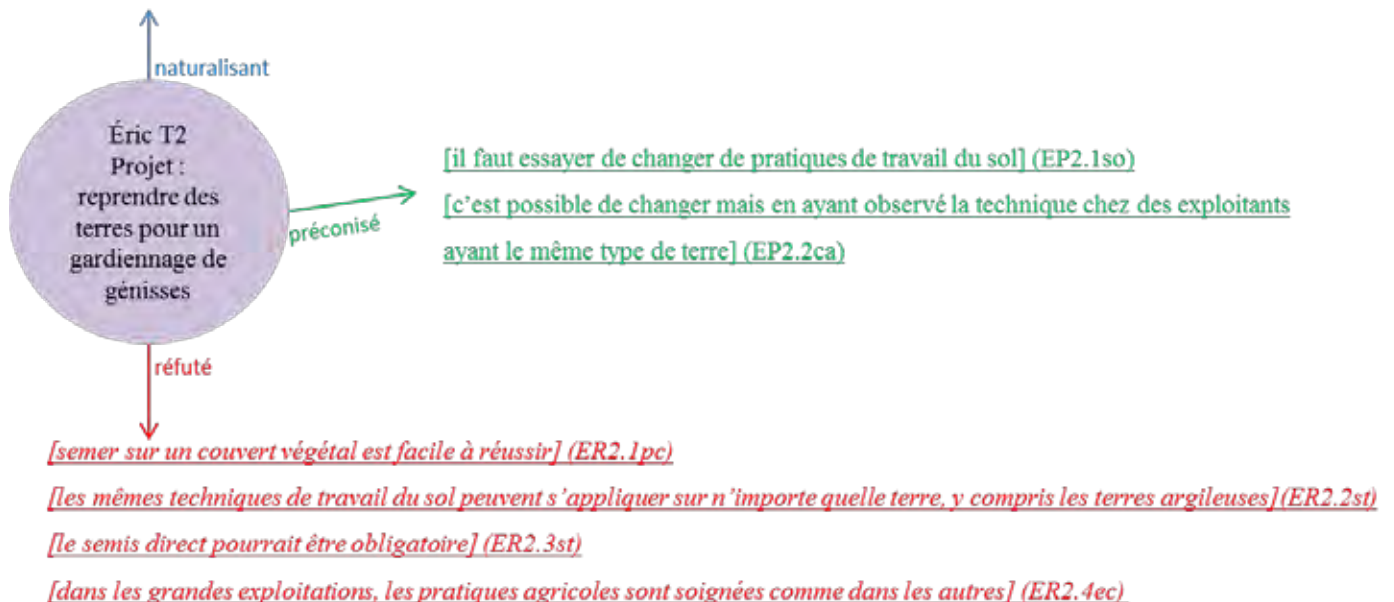 naturalisant
Éric T2
Projet :
reprendre des
terres pour un
gardiennage de
génisses
préconisé
[il faut essayer de changer de pratiques de travail du sol] (EP2.1so)
[c'est possible de changer mais en ayant observé la technique chez des exploitants
ayant le même type de terre] (EP2.2ca)
réfuté
[semer sur un couvert végétal est facile à réussir] (ER2.1pc)
[les mêmes techniques de travail du sol peuvent s'appliquer sur n'importe quelle terre, y compris les terres argileuses](ER2.2st)
[le semis direct pourrait être obligatoire] (ER2.3st)
[dans les grandes exploitations, les pratiques agricoles sont soignées comme dans les autres] (ER2.4ec)